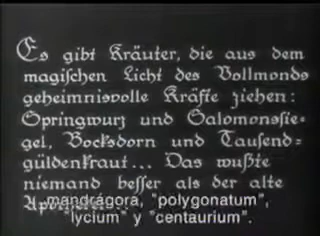 Es gibt Kräuter, die aus dem
magischen Licht des Vollmonds
geheimnisvolle Kräfte ziehen:
Springwurz und Salomonssie-
gel, Bocksdorn und Tausend-
güldenkraut... Das wußte
niemand besser als der alte
Apotheker...
mandrágora, "polygonatum",
"lycium" y "centaurium".